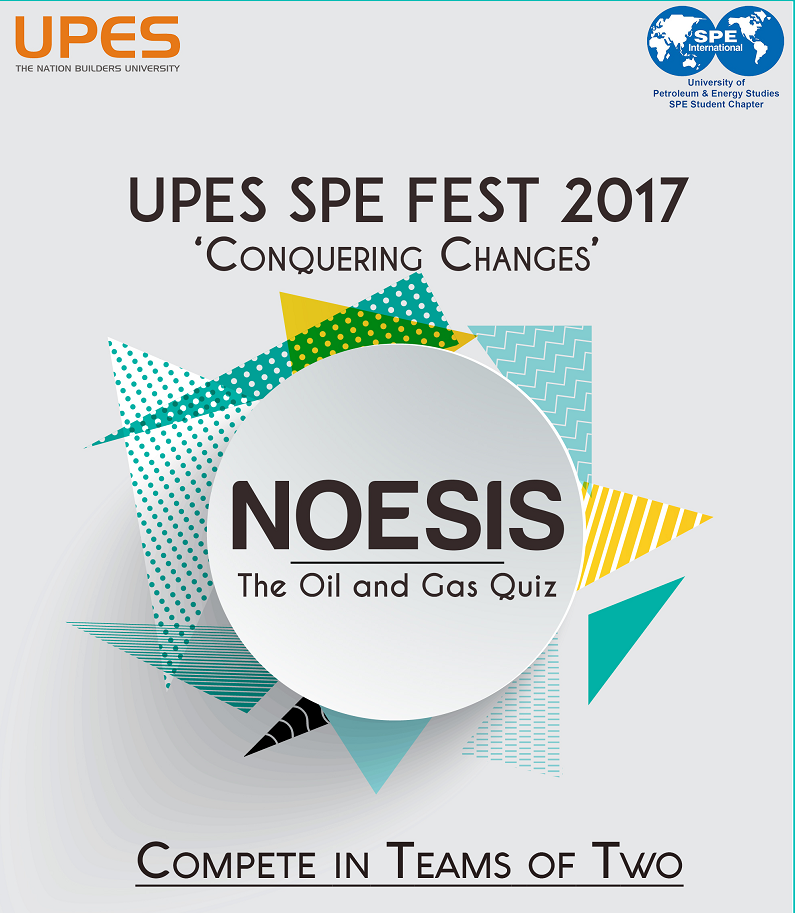 UPES
THE NATION BUILDERS UNIVERSITY
SPE
International
University of
Petroleum & Energy Studies
SPE Student Chapter
UPES SPE FEST 2017
‘CONQUERING CHANGES’
NOESIS
The Oil and Gas Quiz
COMPETE IN TEAMS OF TWO